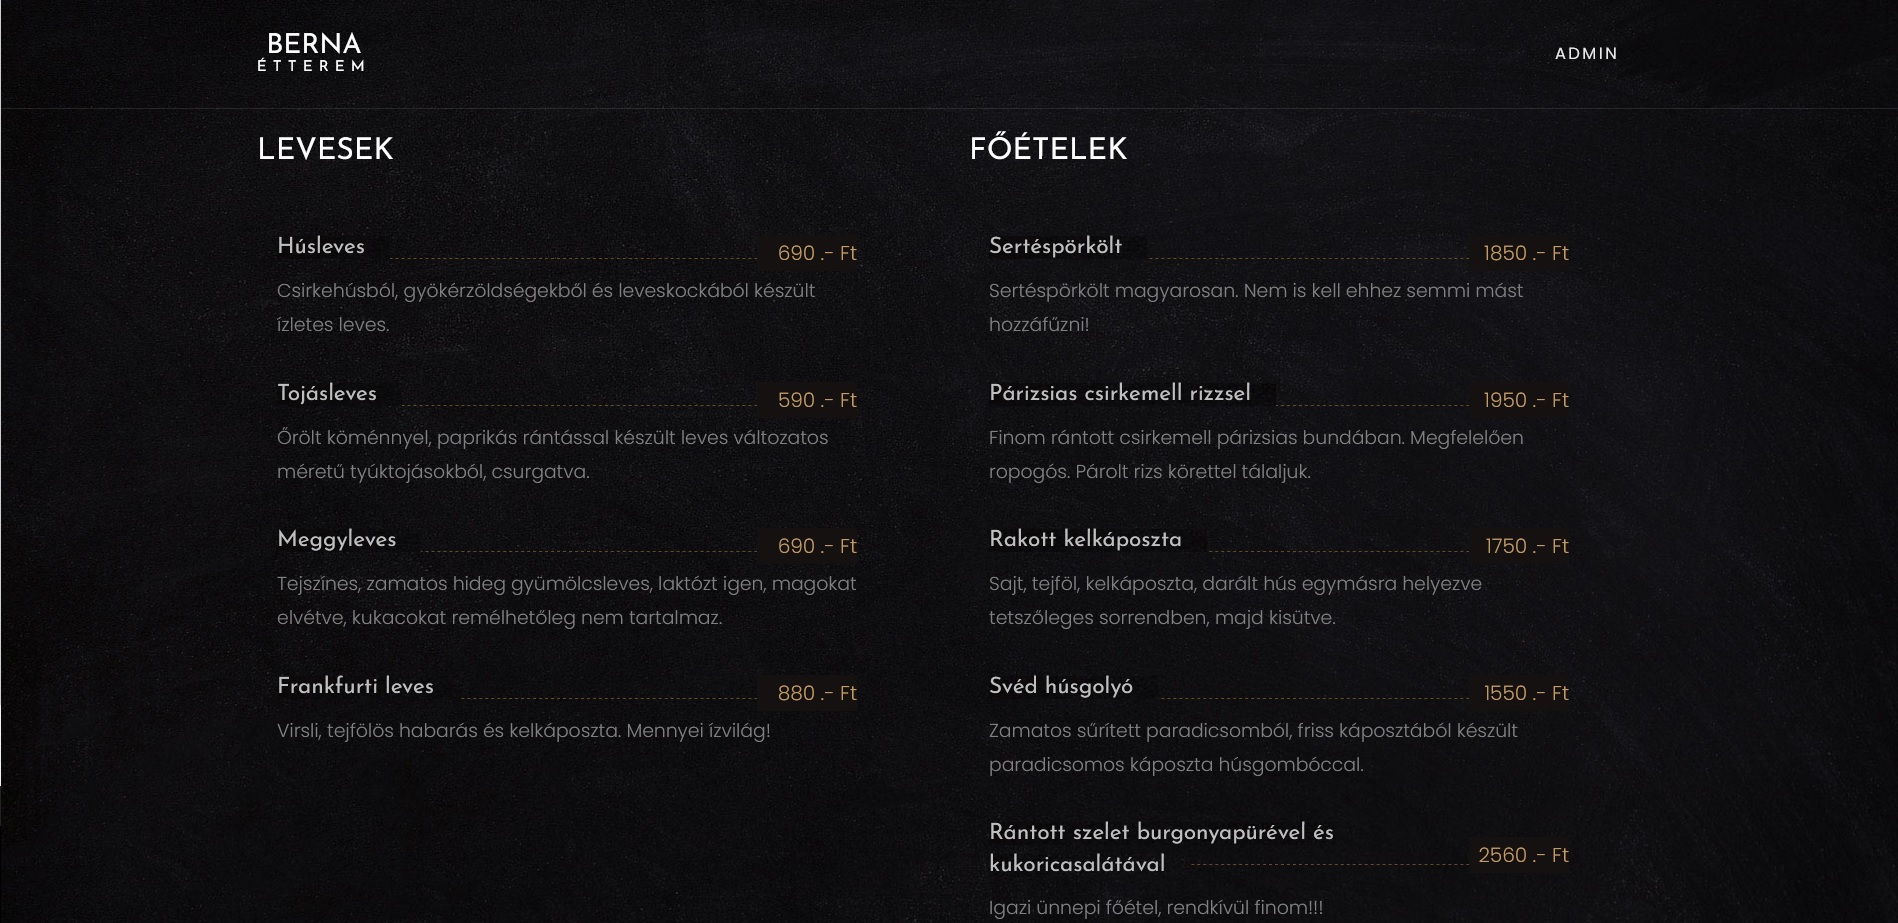 BERNA
ÉTTEREM
ADMIN
LEVESEK
Húsleves 690 .- Ft
Csirkehúsból, gyökérzöldségekből és leveskockából készült
ízletes leves.
Tojásleves 590 .- Ft
Őrölt köménnyel, paprikás rántással készült leves változatos
méretű tyúktojásokból, csurgatva.
Meggyleves 690 .- Ft
Tejszínes, zamatos hideg gyümölcsleves, laktózt igen, magokat
elvétve, kukacokat remélhetőleg nem tartalmaz.
Frankfurti leves 880 .- Ft
Virsli, tejfölös habarás és kelkáposzta. Mennyei ízvilág!
FŐÉTELEK
Sertéspörkölt 1850 .- Ft
Sertéspörkölt magyarosan. Nem is kell ehhez semmi mást
hozzáfűzni!
Párizsias csirkemell rizzsel 1950 .- Ft
Finom rántott csirkemell párizsias bundában. Megfelelően
ropogós. Párolt rizs körettel tálaljuk.
Rakott kelkáposzta 1750 .- Ft
Sajt, tejföl, kelkáposzta, darált hús egymásra helyezve
tetszőleges sorrendben, majd kisütve.
Svéd húsgolyó 1550 .- Ft
Zamatos sűrített paradicsomból, friss káposztából készült
paradicsomos káposzta húsgombóccal.
Rántott szelet burgonyapürével és
kukoricasalátával 2560 .- Ft
Igazi ünnepi főétel, rendkívül finom!!!